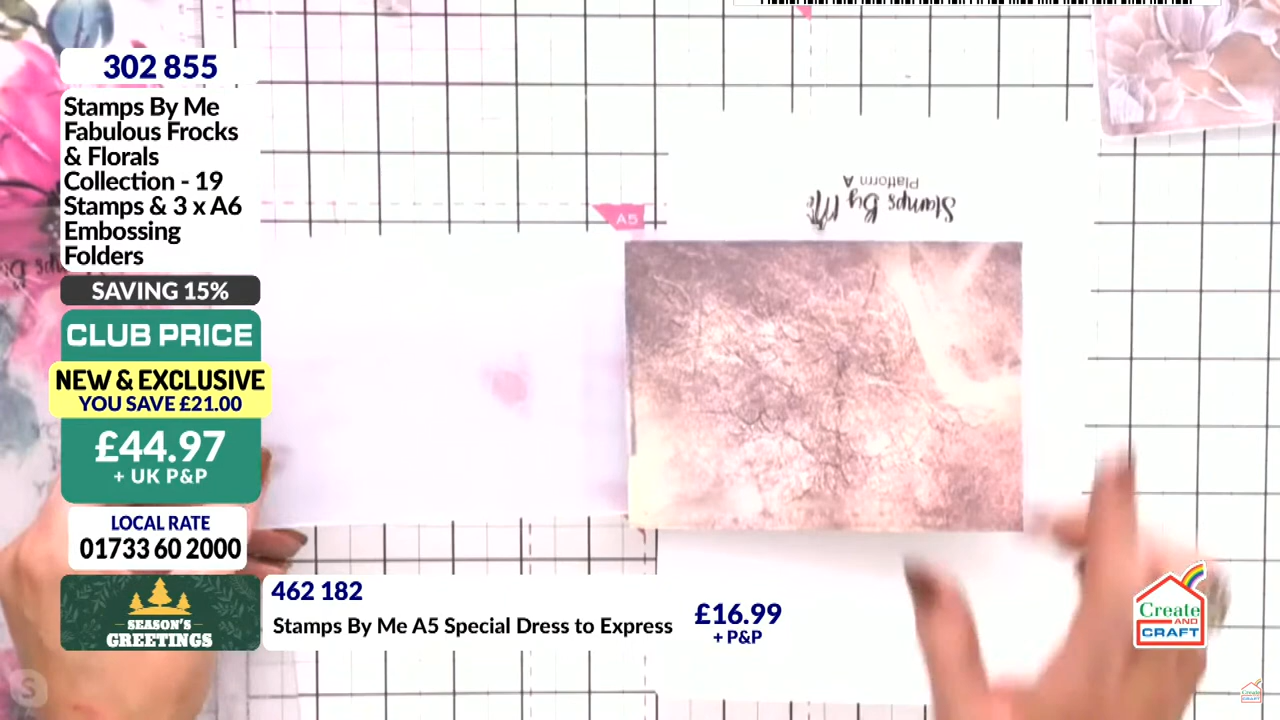 302 855
Stamps By Me
Fabulous Frocks
& Florals
Collection - 19
Stamps & 3 x A6
Embossing
Folders
SAVING 15%
CLUB PRICE
NEW & EXCLUSIVE
YOU SAVE £21.00
£44.97
+ UK P&P
LOCAL RATE
01733 60 2000
SEASON'S
GREETINGS
462 182
Stamps By Me A5 Special Dress to Express
£16.99
+ P&P
A5
Stamps By Me
Platform A
Create
AND
CRAFT
S